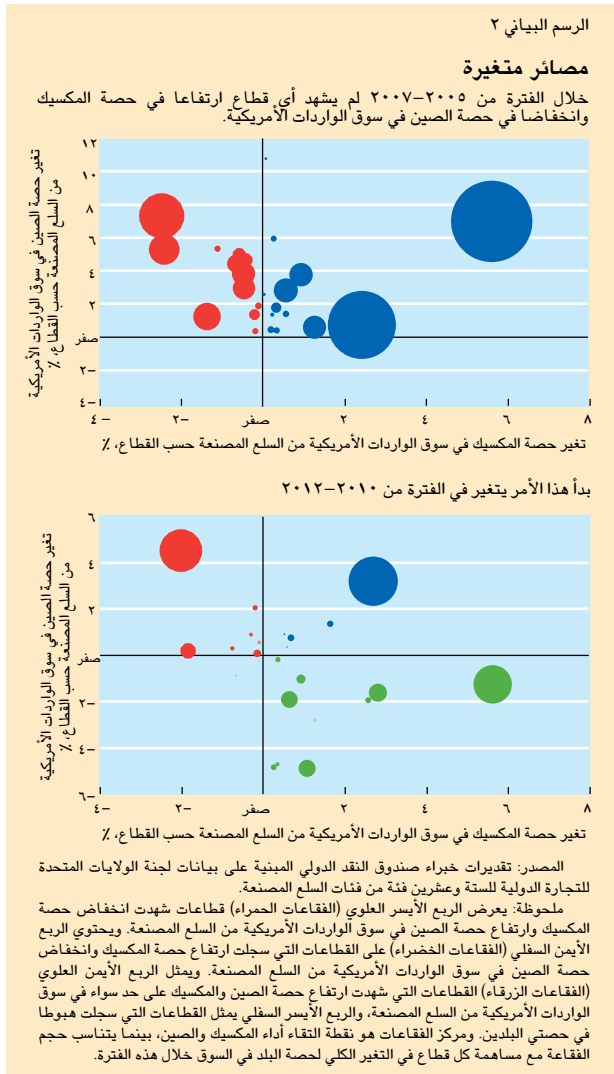 الرسم البياني ٢
مصائر متغيرة
خلال الفترة من ٢٠٠٥–٢٠٠٧ لم يشهد أي قطاع ارتفاعا في حصة المكسيك
وانخفاضا في حصة الصين في سوق الواردات الأمريكية.
تغير حصة الصين في سوق الواردات الأمريكية
من السلع المصنعة حسب القطاع، ٪
١٢
١٠
٨
٦
٤
٢
صفر
٢–
٤–
٤–
٢–
صفر
٢
٤
٦
٨
تغير حصة المكسيك في سوق الواردات الأمريكية من السلع المصنعة حسب القطاع، ٪
بدأ هذا الأمر يتغير في الفترة من ٢٠١٠–٢٠١٢
تغير حصة الصين في سوق الواردات الأمريكية
من السلع المصنعة حسب القطاع، ٪
٦
٤
٢
صفر
٢–
٤–
٦–
٤–
٢–
صفر
٢
٤
٦
٨
تغير حصة المكسيك في سوق الواردات الأمريكية من السلع المصنعة حسب القطاع، ٪
المصدر: تقديرات خبراء صندوق النقد الدولي المبنية على بيانات لجنة الولايات المتحدة
للتجارة الدولية للستة وعشرين فئة من فئات السلع المصنعة.
ملحوظة: يعرض الربع الأيسر العلوي (الفقاعات الحمراء) قطاعات شهدت انخفاض حصة
المكسيك وارتفاع حصة الصين في سوق الواردات الأمريكية من السلع المصنعة. ويحتوي الربع
الأيمن السفلي (الفقاعات الخضراء) على القطاعات التي سجلت ارتفاع حصة المكسيك وانخفاض
حصة الصين في سوق الواردات الأمريكية من السلع المصنعة. ويمثل الربع الأيمن العلوي
(الفقاعات الزرقاء) القطاعات التي شهدت ارتفاع حصة الصين والمكسيك على حد سواء في سوق
الواردات الأمريكية من السلع المصنعة، والربع الأيسر السفلي يمثل القطاعات التي سجلت هبوطا
في حصتي البلدين. ومركز الفقاعات هو نقطة التقاء أداء المكسيك والصين، بينما يتناسب حجم
الفقاعة مع مساهمة كل قطاع في التغير الكلي لحصة البلد في السوق خلال هذه الفترة.